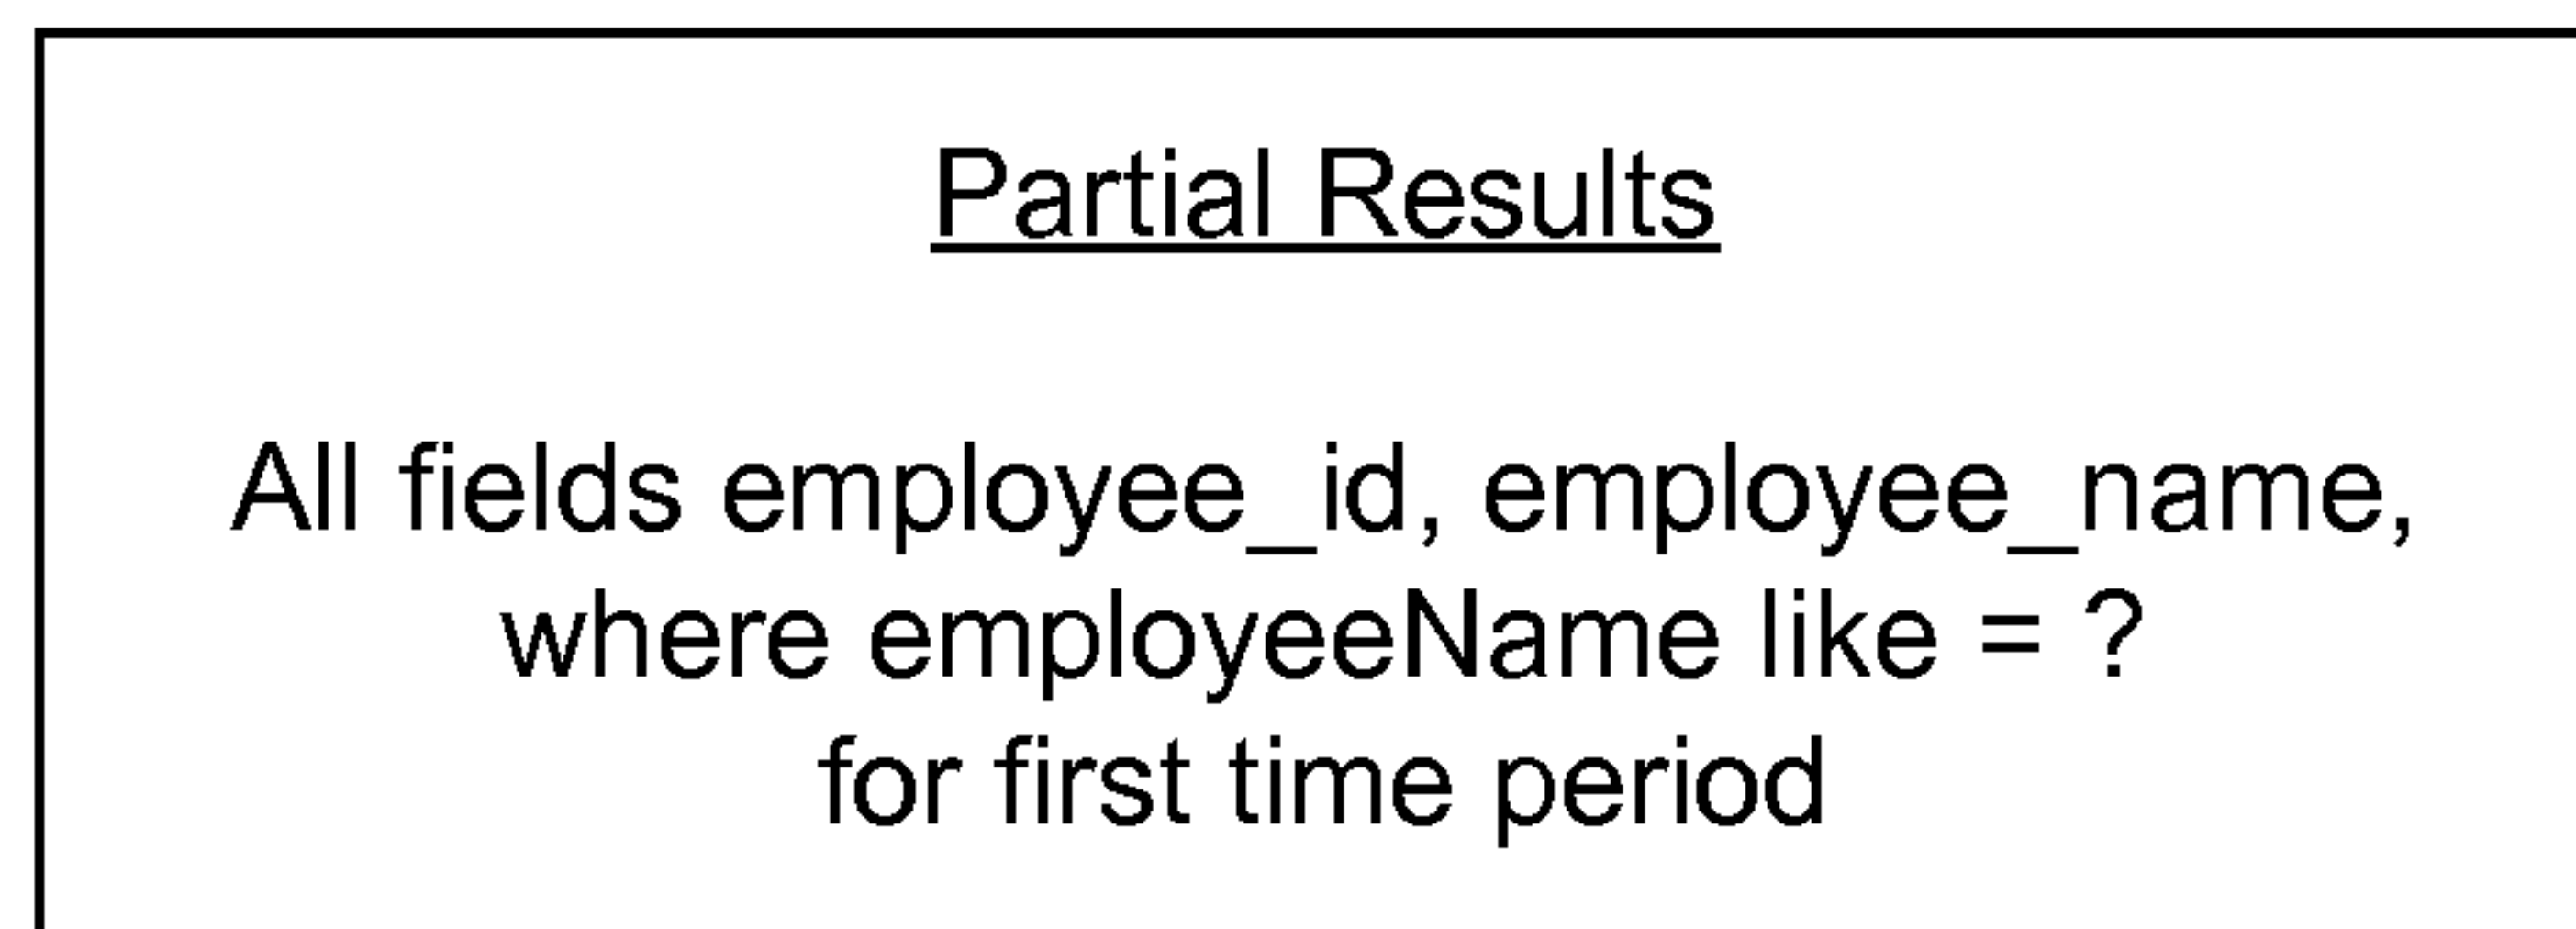 Partial Results
All fields employee_id, employee_name,
where employeeName like = ?
for first time period